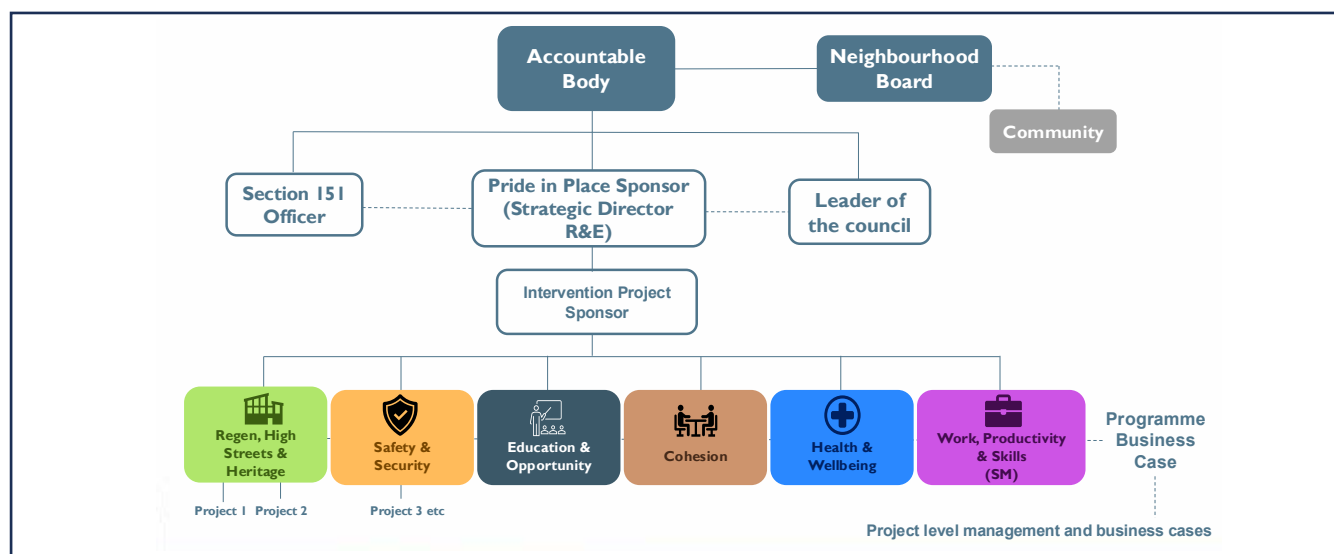 Accountable
Body
Neighbourhood
Board
Community
Section 151
Officer
Pride in Place Sponsor
(Strategic Director
R&E)
Leader of
the council
Intervention Project
Sponsor
Regen, High
Streets &
Heritage
Safety &
Security
Education &
Opportunity
Cohesion
Health &
Wellbeing
Work, Productivity
& Skills
(SM)
Programme
Business
Case
Project 1
Project 2
Project 3 etc
Project level management and business cases